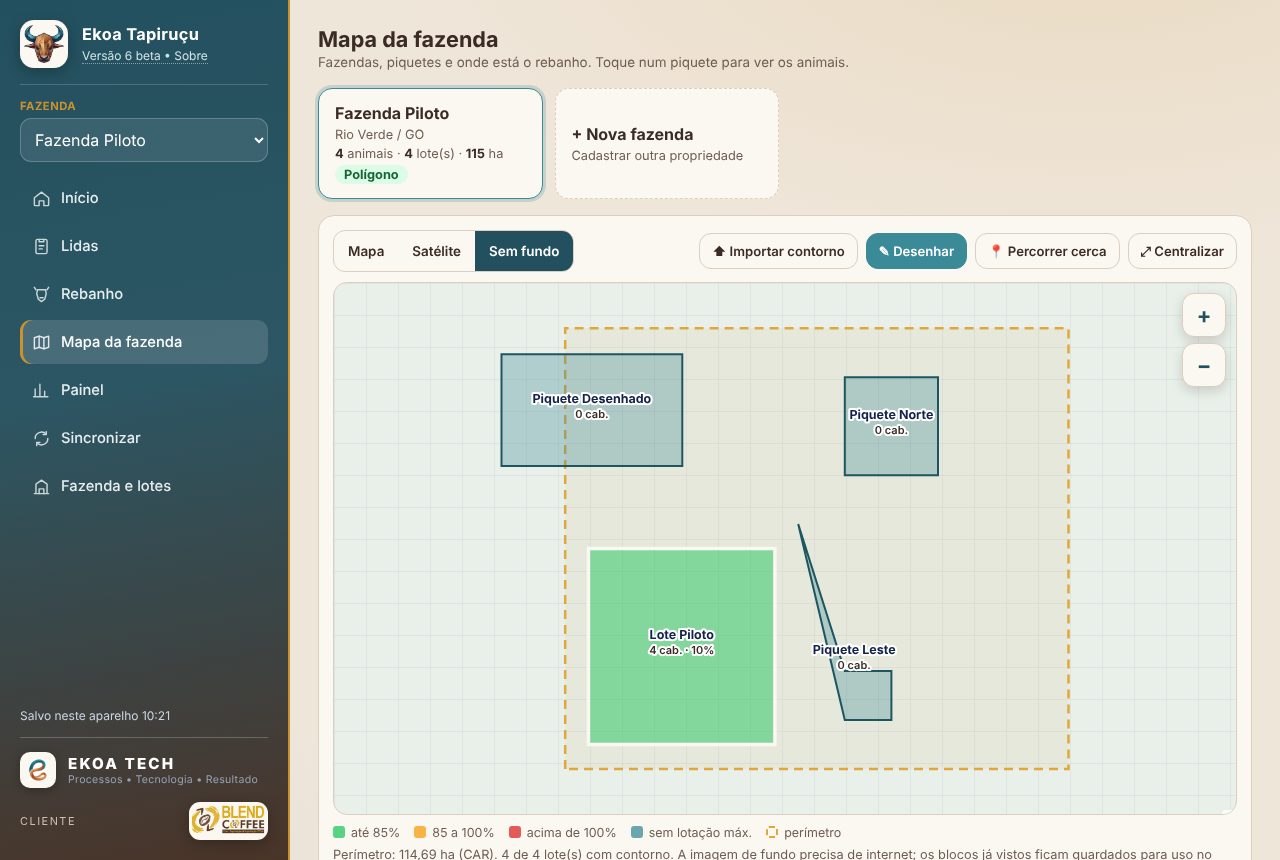 Ekoa Tapiruçu
Versão 6 beta • Sobre
FAZENDA
Fazenda Piloto
Início
Lidas
Rebanho
Mapa da fazenda
Painel
Sincronizar
Fazenda e lotes
Salvo neste aparelho 10:21
EKOA TECH
Processos • Tecnologia • Resultado
CLIENTE
BLEND
COFFEE
Mapa da fazenda
Fazendas, piquetes e onde está o rebanho. Toque num piquete para ver os animais.
Fazenda Piloto
Rio Verde / GO
4 animais · 4 lote(s) · 115 ha
Polígono
+ Nova fazenda
Cadastrar outra propriedade
Mapa Satélite Sem fundo
Importar contorno Desenhar Percorrer cerca Centralizar
+
−
Piquete Desenhado
0 cab.
Piquete Norte
0 cab.
Lote Piloto
4 cab. · 10%
Piquete Leste
0 cab.
até 85% 85 a 100% acima de 100% sem lotação máx. perímetro
Perímetro: 114,69 ha (CAR). 4 de 4 lote(s) com contorno. A imagem de fundo precisa de internet; os blocos já vistos ficam guardados para uso no